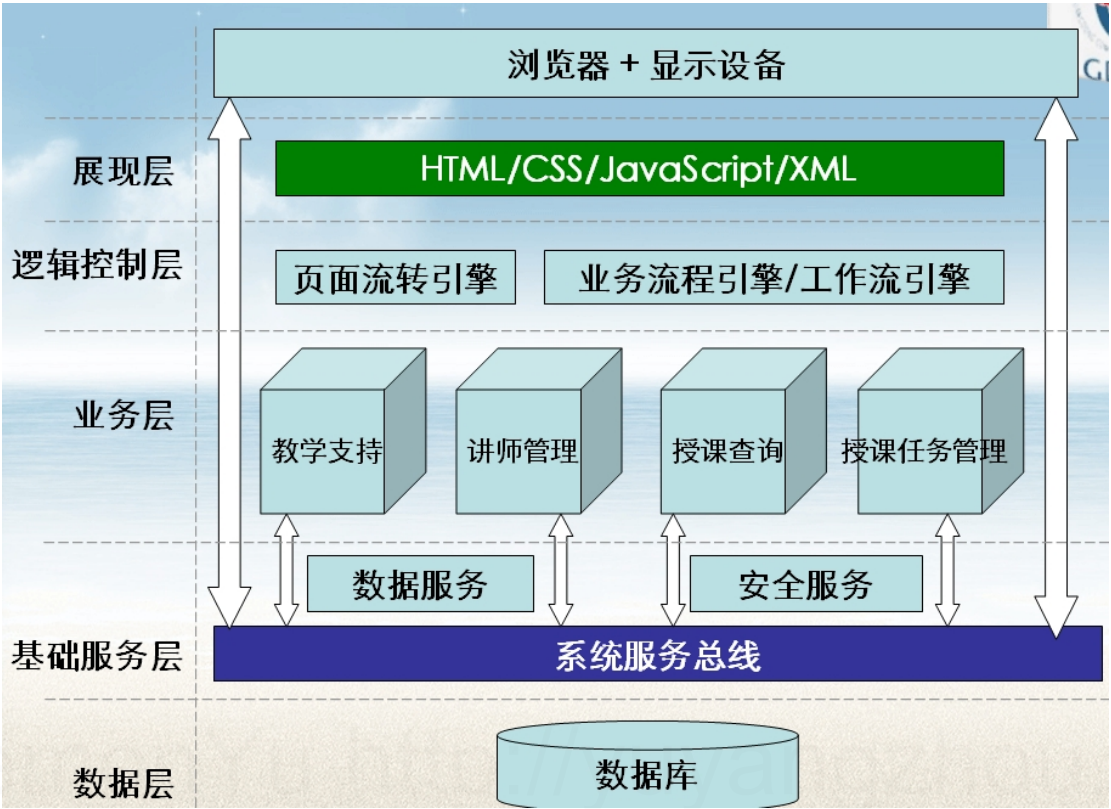 浏览器 + 显示设备
GD
展现层
HTML/CSS/JavaScript/XML
逻辑控制层
页面流转引擎
业务流程引擎/工作流引擎
业务层
教学支持
讲师管理
授课查询
授课任务管理
数据服务
安全服务
基础服务层
系统服务总线
数据层
数据库